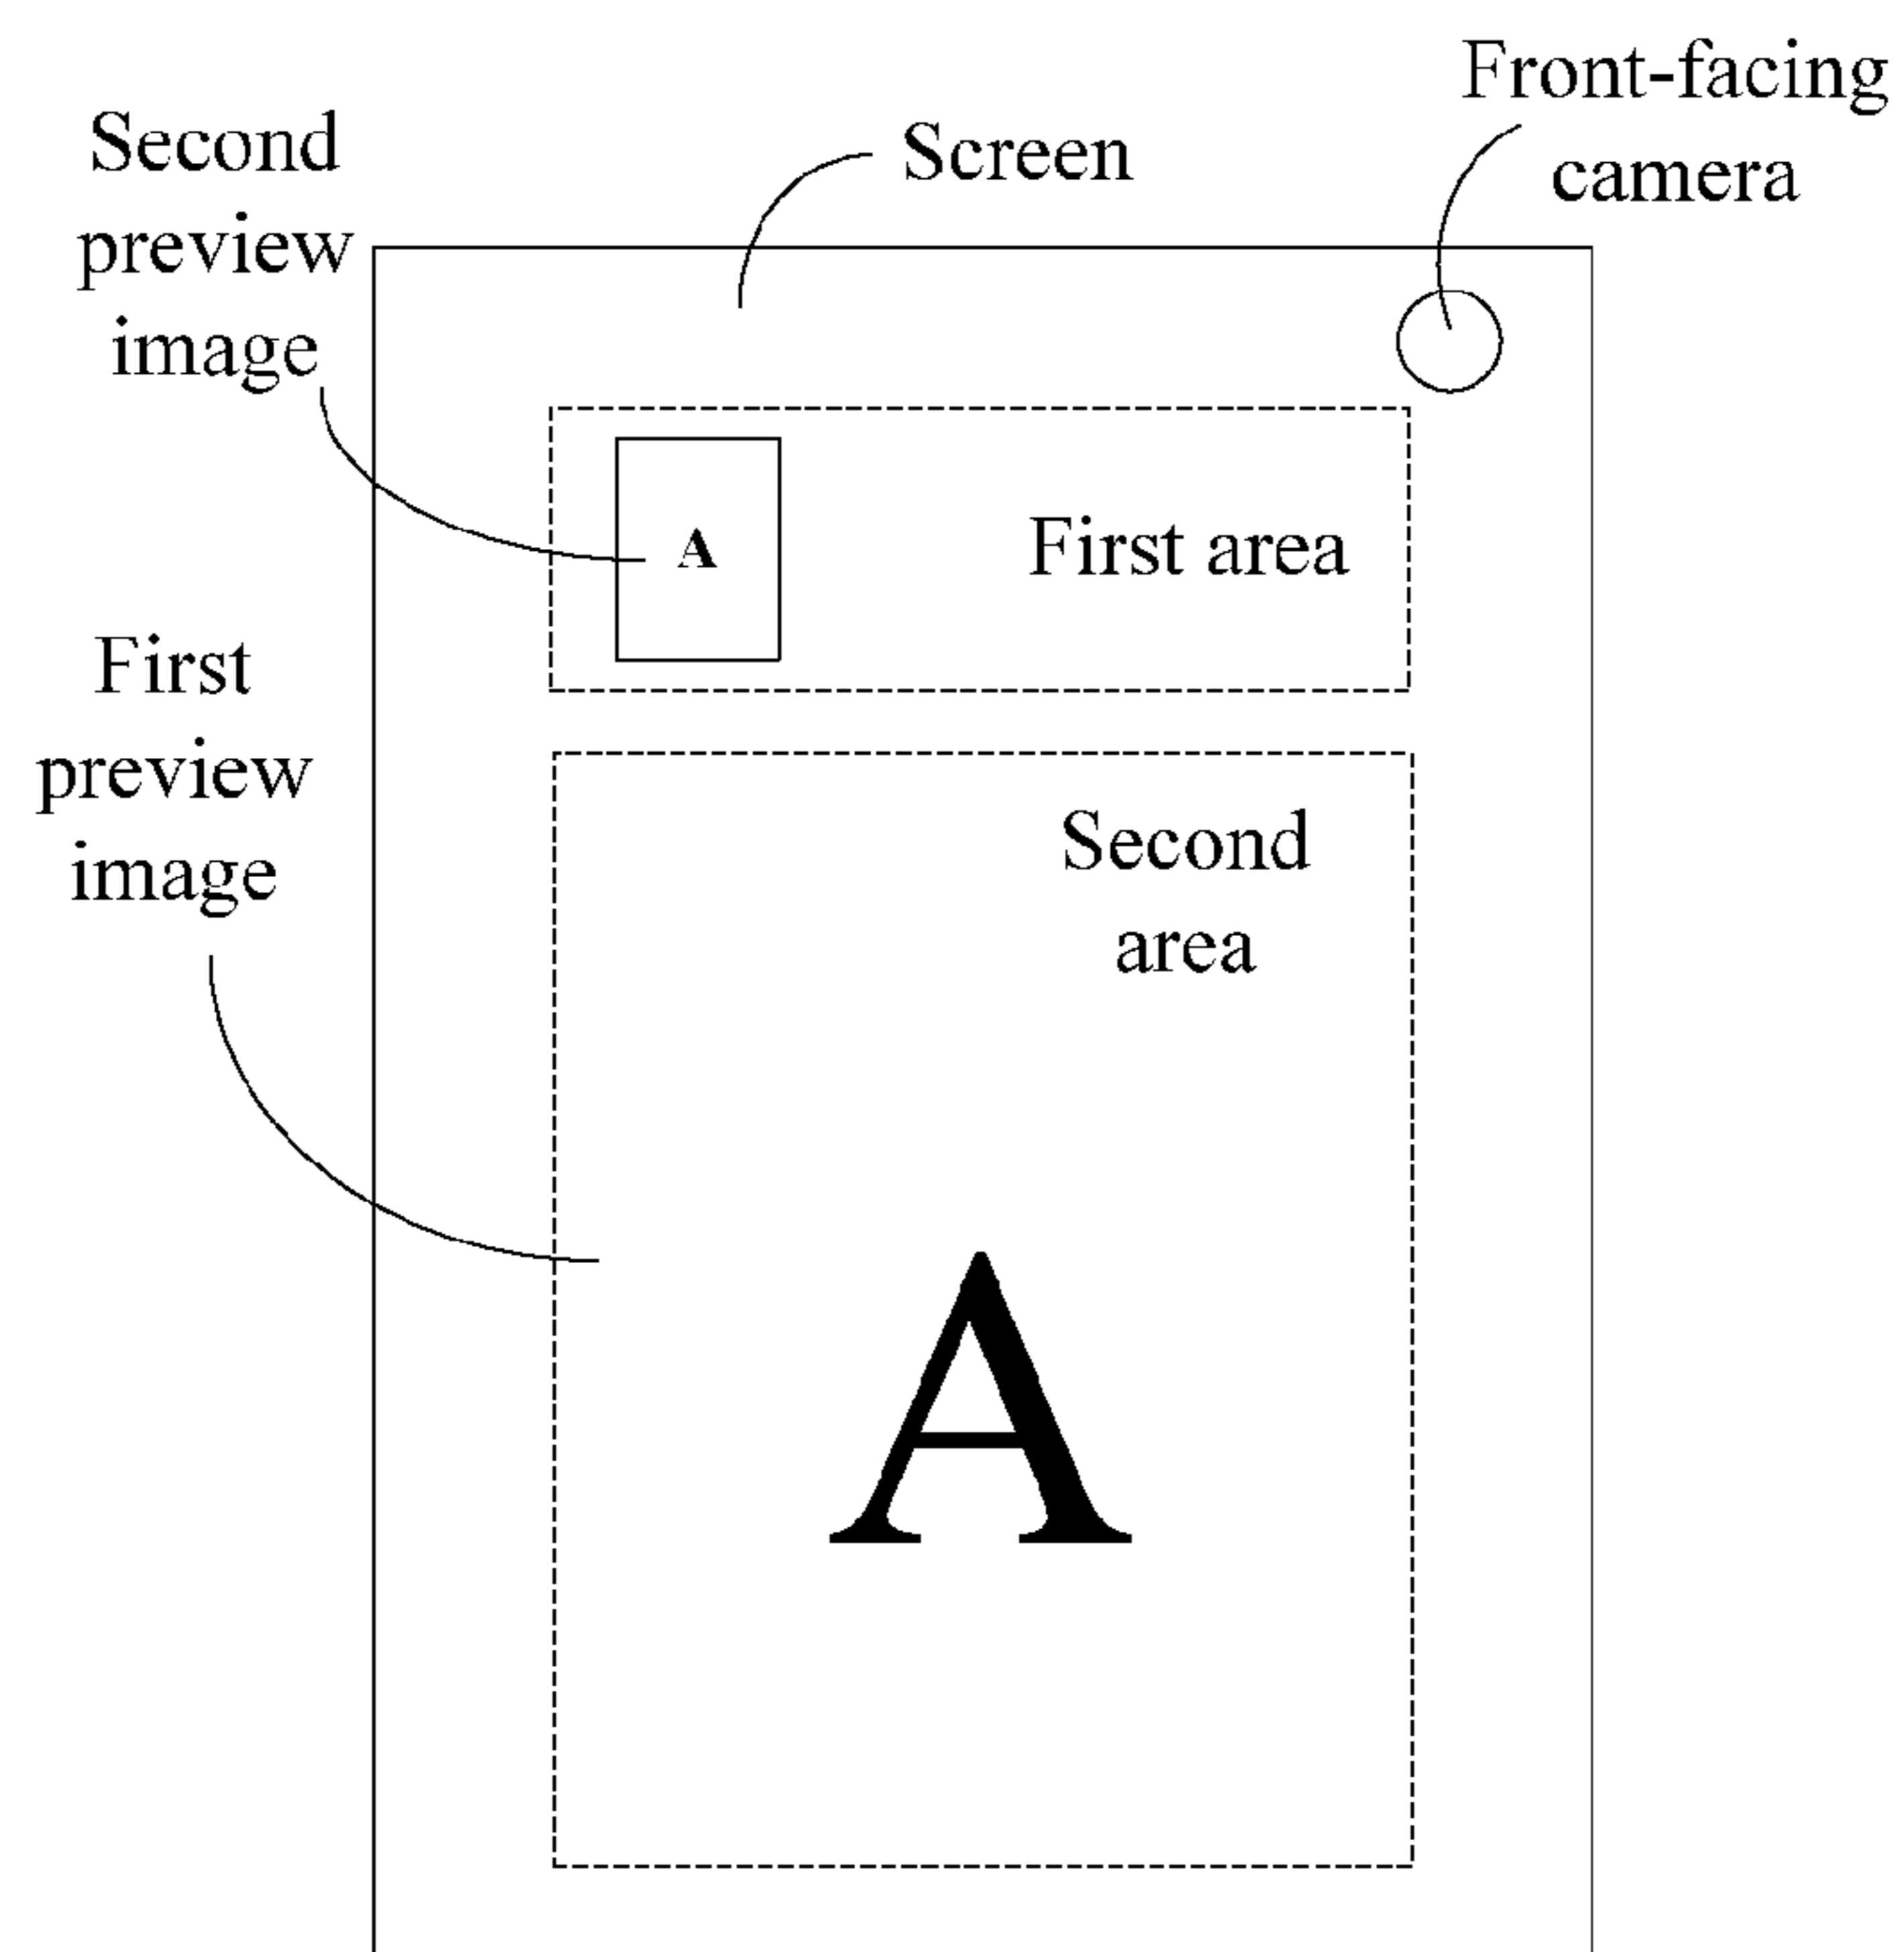 Front-facing
camera
Second
preview
image
Screen
A
First area
First
preview
image
Second
area
A